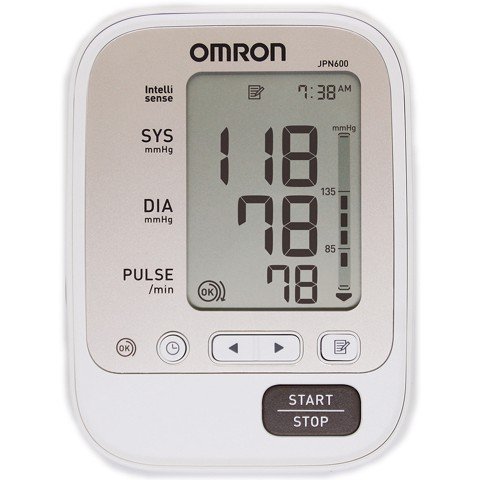 OMRON
JPN600
Intelli
sense
7:38 AM
SYS
mmHg
118
mmHg
135
DIA
mmHg
78
85
PULSE
/min
OK
78
OK
START
STOP